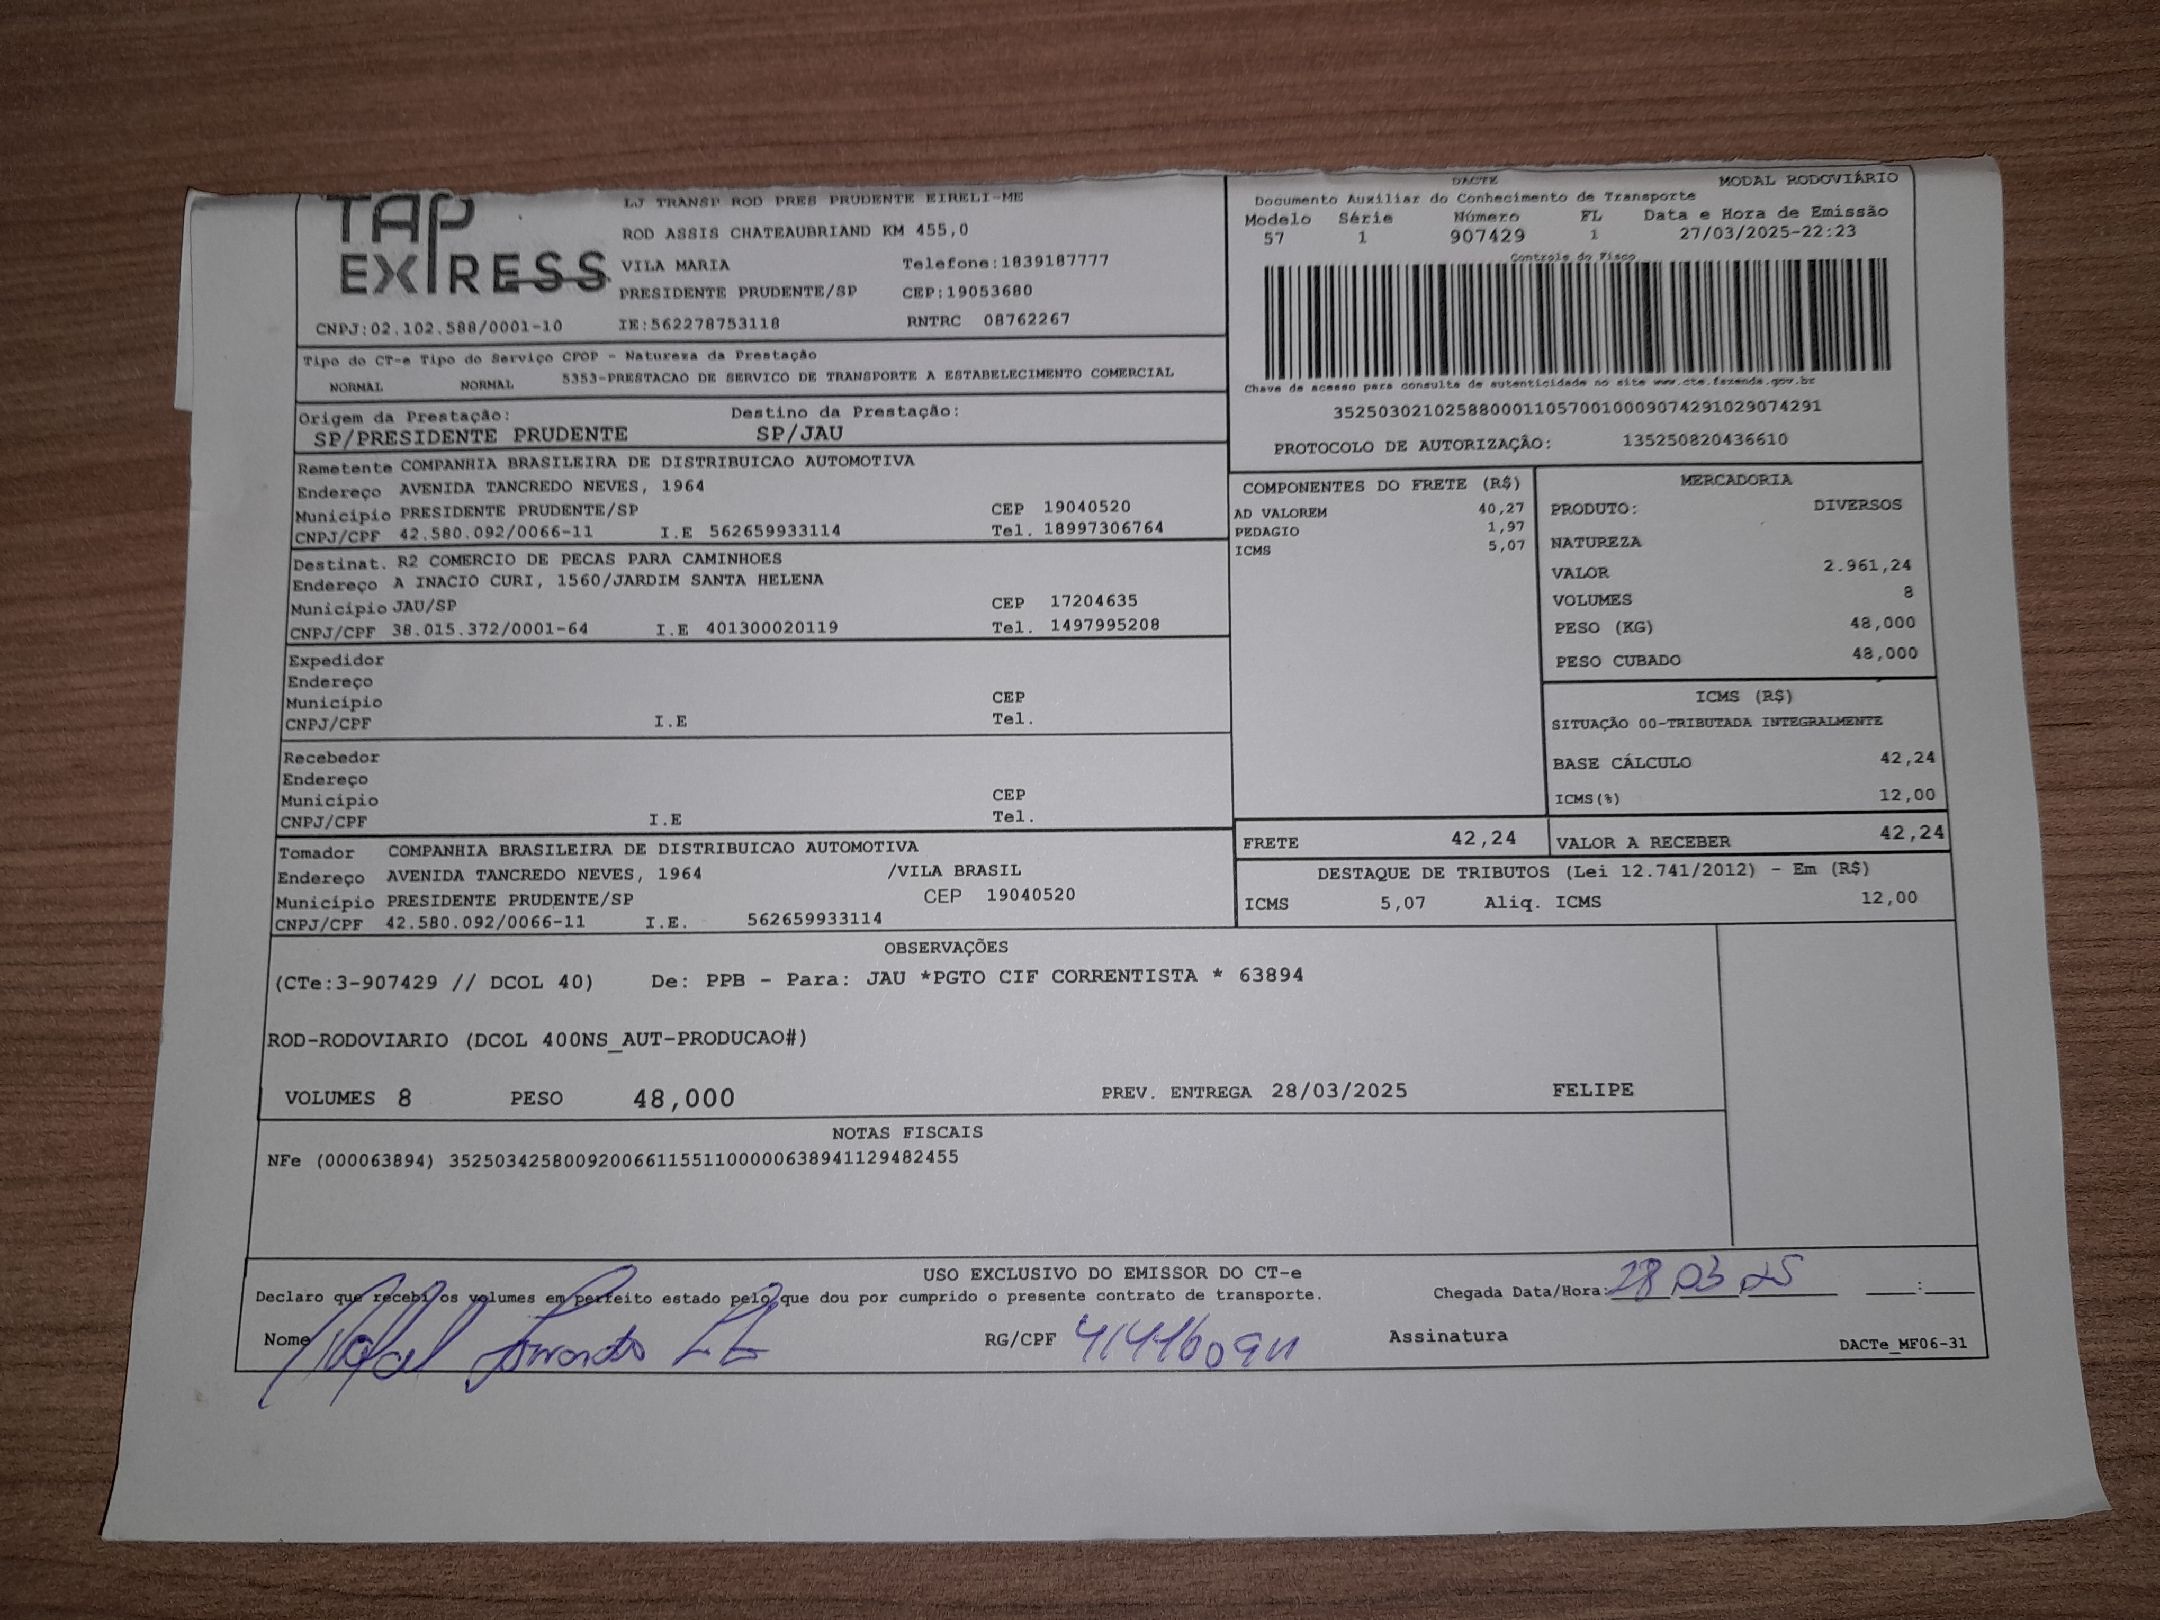 TAP EXPRESS
LJ TRANSP ROD PRES PRUDENTE EIRELI-ME
ROD ASSIS CHATEAUBRIAND KM 455,0
VILA MARIA Telefone:1839187777
PRESIDENTE PRUDENTE/SP CEP:19053680
CNPJ:02.102.588/0001-10 IE:562278753118 RNTRC 08762267
DACTE MODAL RODOVIÁRIO
Documento Auxiliar do Conhecimento de Transporte
Modelo Série Número FL Data e Hora de Emissão
57 1 907429 1 27/03/2025-22:23
Controle do Fisco
Chave de acesso para consulta de autenticidade no site www.cte.fazenda.gov.br
35250302102588000110570010009074291029074291
PROTOCOLO DE AUTORIZAÇÃO: 135250820436610
Tipo do CT-e Tipo do Serviço CFOP - Natureza da Prestação
NORMAL NORMAL 5353-PRESTACAO DE SERVICO DE TRANSPORTE A ESTABELECIMENTO COMERCIAL
Origem da Prestação: Destino da Prestação:
SP/PRESIDENTE PRUDENTE SP/JAU
Remetente COMPANHIA BRASILEIRA DE DISTRIBUICAO AUTOMOTIVA
Endereço AVENIDA TANCREDO NEVES, 1964
Município PRESIDENTE PRUDENTE/SP CEP 19040520
CNPJ/CPF 42.580.092/0066-11 I.E 562659933114 Tel. 18997306764
Destinat. R2 COMERCIO DE PECAS PARA CAMINHOES
Endereço A INACIO CURI, 1560/JARDIM SANTA HELENA
Município JAU/SP CEP 17204635
CNPJ/CPF 38.015.372/0001-64 I.E 401300020119 Tel. 1497995208
Expedidor
Endereço
Município CEP
CNPJ/CPF I.E Tel.
Recebedor
Endereço
Município CEP
CNPJ/CPF I.E Tel.
Tomador COMPANHIA BRASILEIRA DE DISTRIBUICAO AUTOMOTIVA
Endereço AVENIDA TANCREDO NEVES, 1964 /VILA BRASIL
Município PRESIDENTE PRUDENTE/SP CEP 19040520
CNPJ/CPF 42.580.092/0066-11 I.E. 562659933114
COMPONENTES DO FRETE (R$)
AD VALOREM 40,27
PEDAGIO 1,97
ICMS 5,07
MERCADORIA
PRODUTO: DIVERSOS
NATUREZA
VALOR 2.961,24
VOLUMES 8
PESO (KG) 48,000
PESO CUBADO 48,000
ICMS (R$)
SITUAÇÃO 00-TRIBUTADA INTEGRALMENTE
BASE CÁLCULO 42,24
ICMS(%) 12,00
FRETE 42,24 VALOR A RECEBER 42,24
DESTAQUE DE TRIBUTOS (Lei 12.741/2012) - Em (R$)
ICMS 5,07 Aliq. ICMS 12,00
OBSERVAÇÕES
(CTe:3-907429 // DCOL 40) De: PPB - Para: JAU *PGTO CIF CORRENTISTA * 63894
ROD-RODOVIARIO (DCOL 400NS_AUT-PRODUCAO#)
VOLUMES 8 PESO 48,000 PREV. ENTREGA 28/03/2025 FELIPE
NOTAS FISCAIS
NFe (000063894) 35250342580092006611551100000638941129482455
USO EXCLUSIVO DO EMISSOR DO CT-e
Declaro que recebi os volumes em perfeito estado pelo que dou por cumprido o presente contrato de transporte. Chegada Data/Hora: 28 03 25 :
Nome RG/CPF Assinatura DACTe_MF06-31